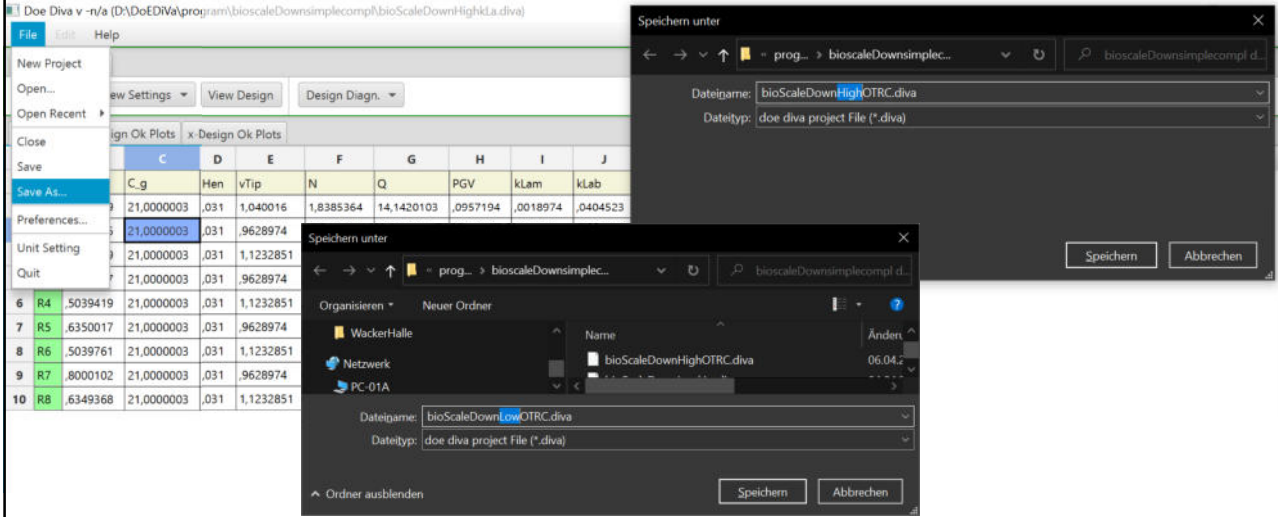 Doe Diva v -n/a (D:\DoEDiVa\program\bioscaleDownsimplecompl\bioScaleDownHighkLa.diva)
File Edit Help
New Project
Open...
Open Recent
Close
Save
Save As...
Preferences...
Unit Setting
Quit
ew Settings View Design Design Diagn.
ign Ok Plots x-Design Ok Plots
C D E F G H I J
C_g Hen vTip N Q PGV kLam kLab
21,0000003 ,031 1,040016 1,8385364 14,1420103 ,0957194 ,0018974 ,0404523
21,0000003 ,031 ,9628974
21,0000003 ,031 1,1232851
21,0000003 ,031 ,9628974
6 R4 ,5039419 21,0000003 ,031 1,1232851
7 R5 ,6350017 21,0000003 ,031 ,9628974
8 R6 ,5039761 21,0000003 ,031 1,1232851
9 R7 ,8000102 21,0000003 ,031 ,9628974
10 R8 ,6349368 21,0000003 ,031 1,1232851
Speichern unter
« prog... › bioscaleDownsimplec... bioscaleDownsimplecompl d...
Dateiname: bioScaleDownHighOTRC.diva
Dateityp: doe diva project File (*.diva)
Speichern Abbrechen
Speichern unter
« prog... › bioscaleDownsimplec... bioscaleDownsimplecompl d...
Organisieren Neuer Ordner
WackerHalle
Netzwerk
PC-01A
Name
bioScaleDownHighOTRC.diva 06.04.2
Dateiname: bioScaleDownLowOTRC.diva
Dateityp: doe diva project File (*.diva)
Ordner ausblenden Speichern Abbrechen